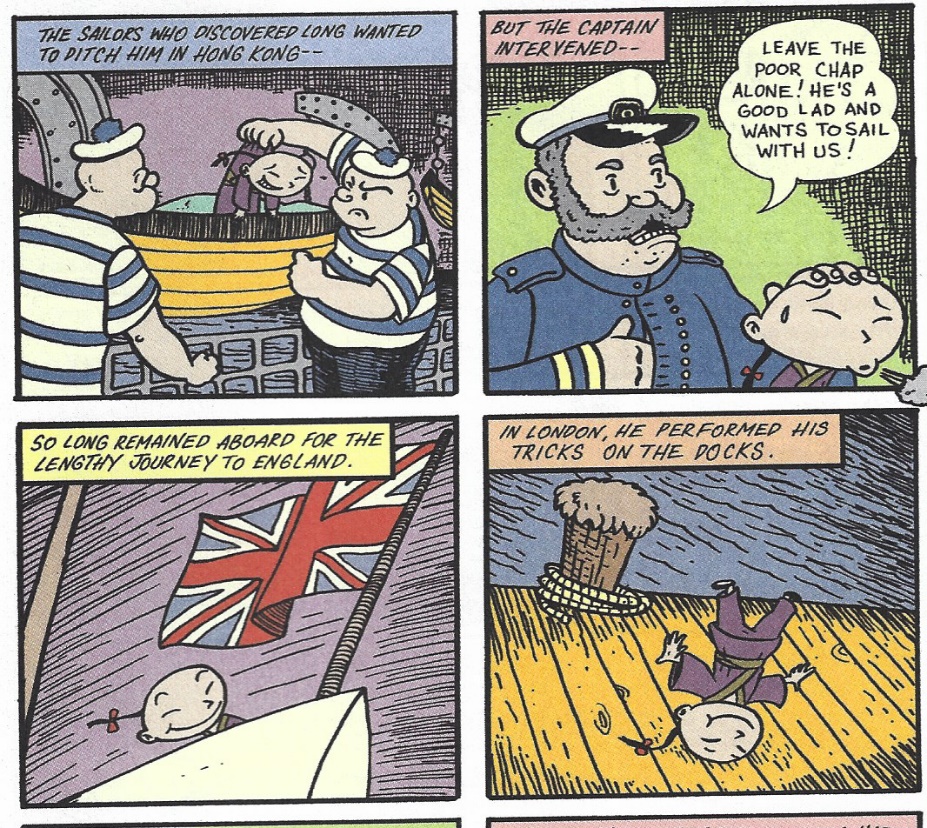 THE SAILORS WHO DISCOVERED LONG WANTED
TO DITCH HIM IN HONG KONG--
BUT THE CAPTAIN
INTERVENED--
LEAVE THE
POOR CHAP
ALONE! HE'S A
GOOD LAD AND
WANTS TO SAIL
WITH US!
SO LONG REMAINED ABOARD FOR THE
LENGTHY JOURNEY TO ENGLAND.
IN LONDON, HE PERFORMED HIS
TRICKS ON THE DOCKS.